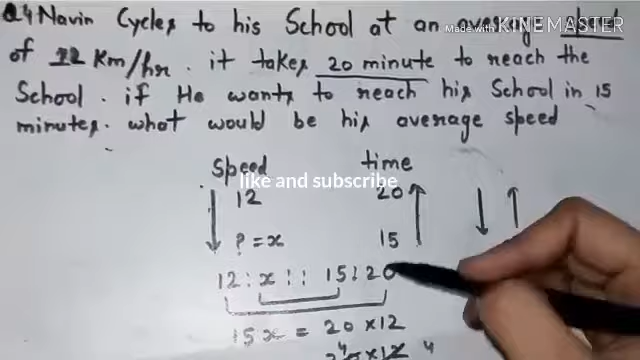 Q4 Navin Cycles to his School at an average speed
Made with KINEMASTER
of 12 Km/hr. it takes 20 minute to reach the
School. if He wants to reach his School in 15
minutes. what would be his average speed
speed time
like and subscribe
12 20
? = x 15
12 : x :: 15 : 20
15x = 20 × 12